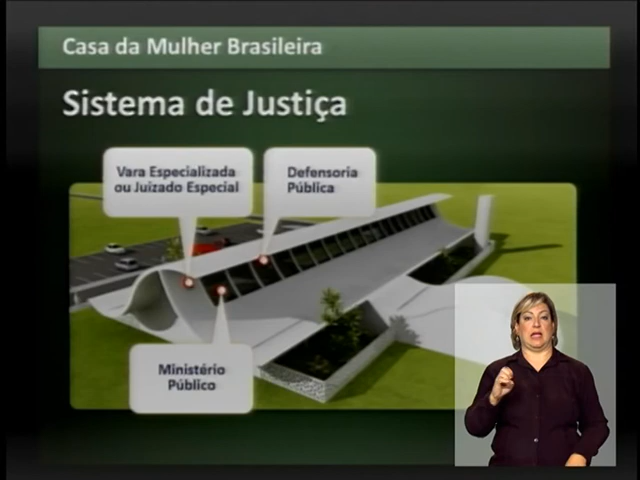 Casa da Mulher Brasileira
Sistema de Justiça
Vara Especializada
ou Juizado Especial
Defensoria
Pública
Ministério
Público